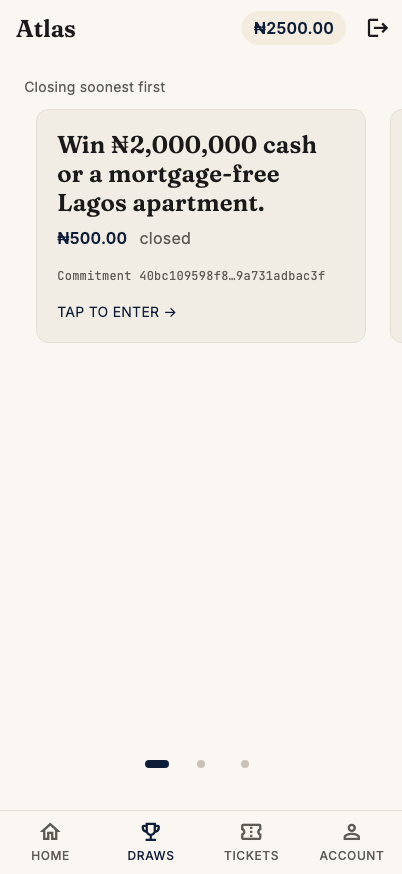 Atlas
₦2500.00
Closing soonest first
Win ₦2,000,000 cash
or a mortgage-free
Lagos apartment.
₦500.00 closed
Commitment 40bc109598f8…9a731adbac3f
TAP TO ENTER →
HOME
DRAWS
TICKETS
ACCOUNT